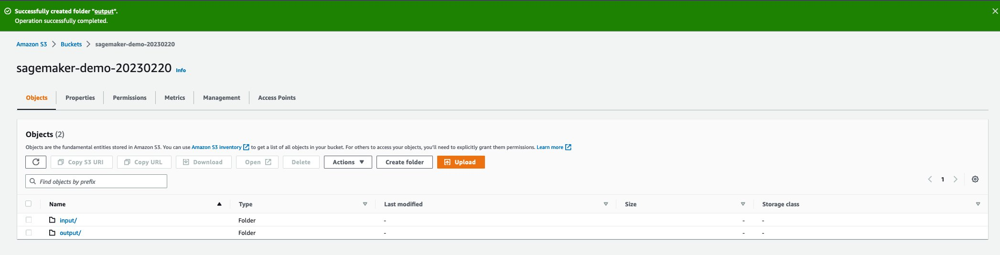 Successfully created folder "output".
Operation successfully completed.
Amazon S3 > Buckets > sagemaker-demo-20230220
sagemaker-demo-20230220 Info
Objects Properties Permissions Metrics Management Access Points
Objects (2)
Objects are the fundamental entities stored in Amazon S3. You can use Amazon S3 inventory to get a list of all objects in your bucket. For others to access your objects, you'll need to explicitly grant them permissions. Learn more
Copy S3 URI Copy URL Download Open Delete Actions Create folder Upload
Find objects by prefix
1
Name Type Last modified Size Storage class
input/ Folder - - -
output/ Folder - - -